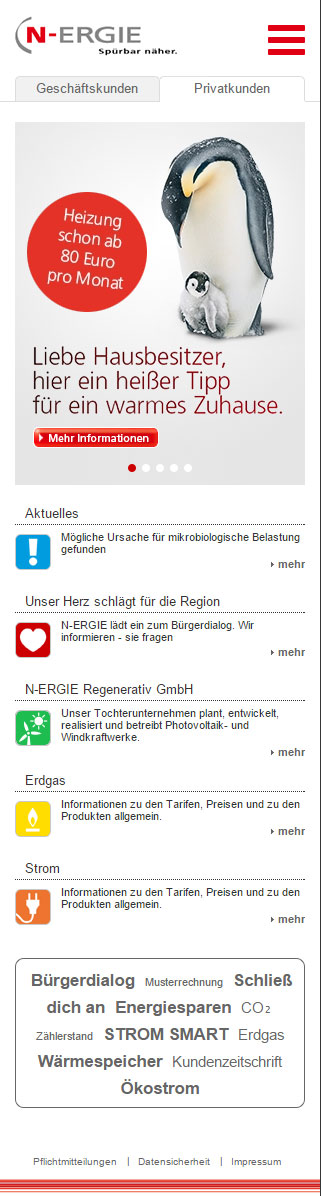 N-ERGIE
Spürbar näher.
Geschäftskunden Privatkunden
Heizung
schon ab
80 Euro
pro Monat
Liebe Hausbesitzer,
hier ein heißer Tipp
für ein warmes Zuhause.
Mehr Informationen
Aktuelles
Mögliche Ursache für mikrobiologische Belastung
gefunden
mehr
Unser Herz schlägt für die Region
N-ERGIE lädt ein zum Bürgerdialog. Wir
informieren - sie fragen
mehr
N-ERGIE Regenerativ GmbH
Unser Tochterunternehmen plant, entwickelt,
realisiert und betreibt Photovoltaik- und
Windkraftwerke.
mehr
Erdgas
Informationen zu den Tarifen, Preisen und zu den
Produkten allgemein.
mehr
Strom
Informationen zu den Tarifen, Preisen und zu den
Produkten allgemein.
mehr
Bürgerdialog Musterrechnung Schließ
dich an Energiesparen CO₂
Zählerstand STROM SMART Erdgas
Wärmespeicher Kundenzeitschrift
Ökostrom
Pflichtmitteilungen | Datensicherheit | Impressum